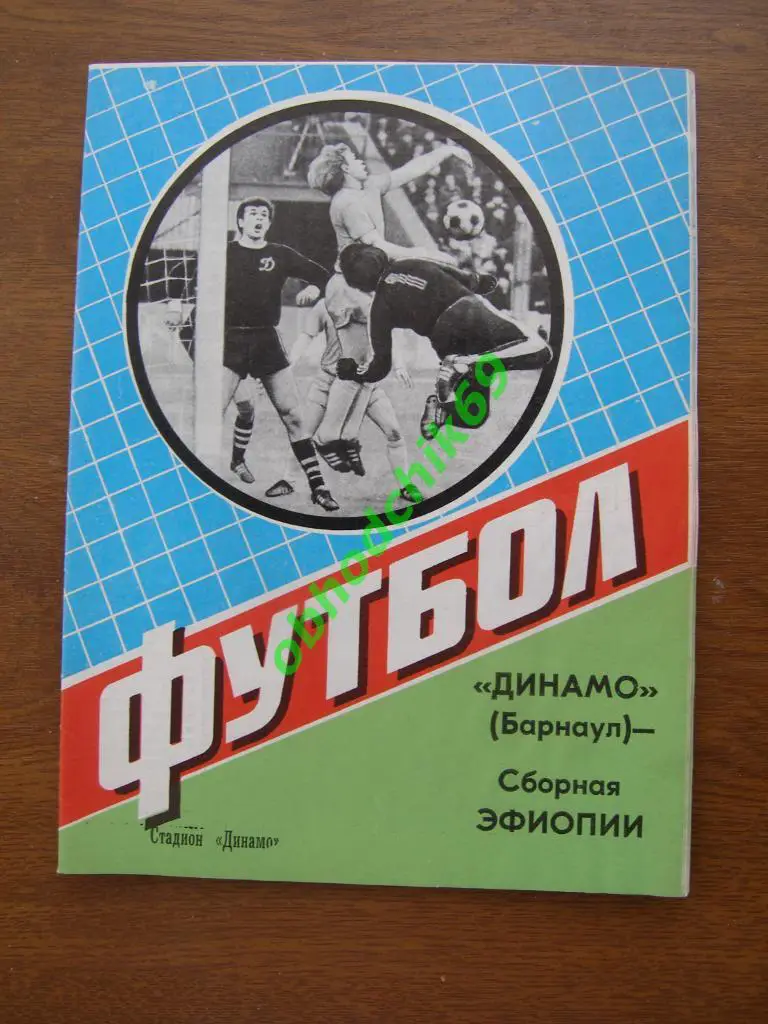 Д
ФУТБОЛ
«ДИНАМО»
(Барнаул)—
Сборная
ЭФИОПИИ
Стадион «Динамо»
obhodchik69